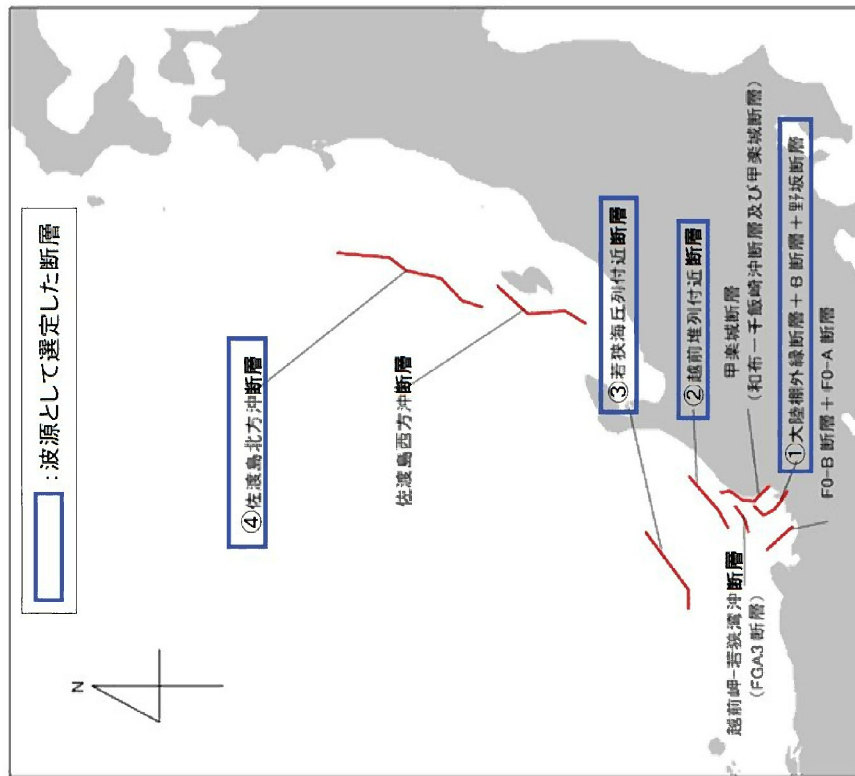 ：波源として選定した断層
N
④佐渡島北方沖断層
佐渡島西方沖断層
③若狭海丘列付近断層
②越前堆列付近断層
甲楽城断層
（和布－干飯崎沖断層及び甲楽城断層）
①大陸棚外縁断層＋B断層＋野坂断層
FO-B断層＋FO-A断層
越前岬-若狭湾沖断層
（FGA3断層）